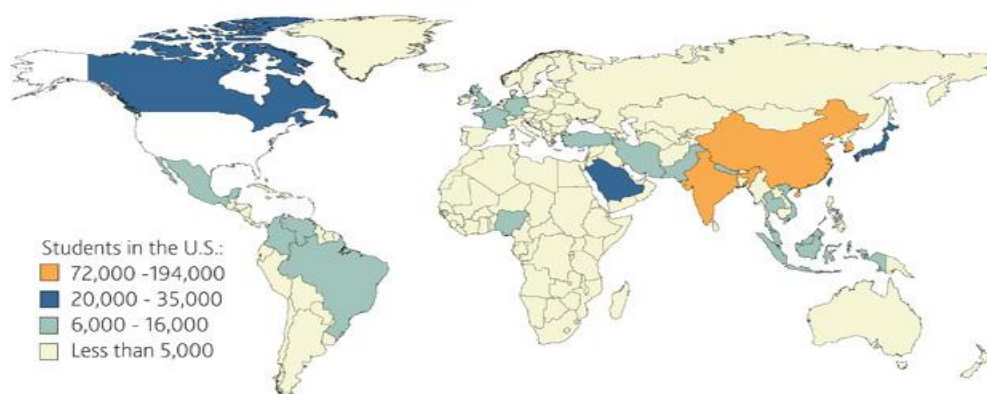 Students in the U.S.:
72,000 -194,000
20,000 - 35,000
6,000 - 16,000
Less than 5,000